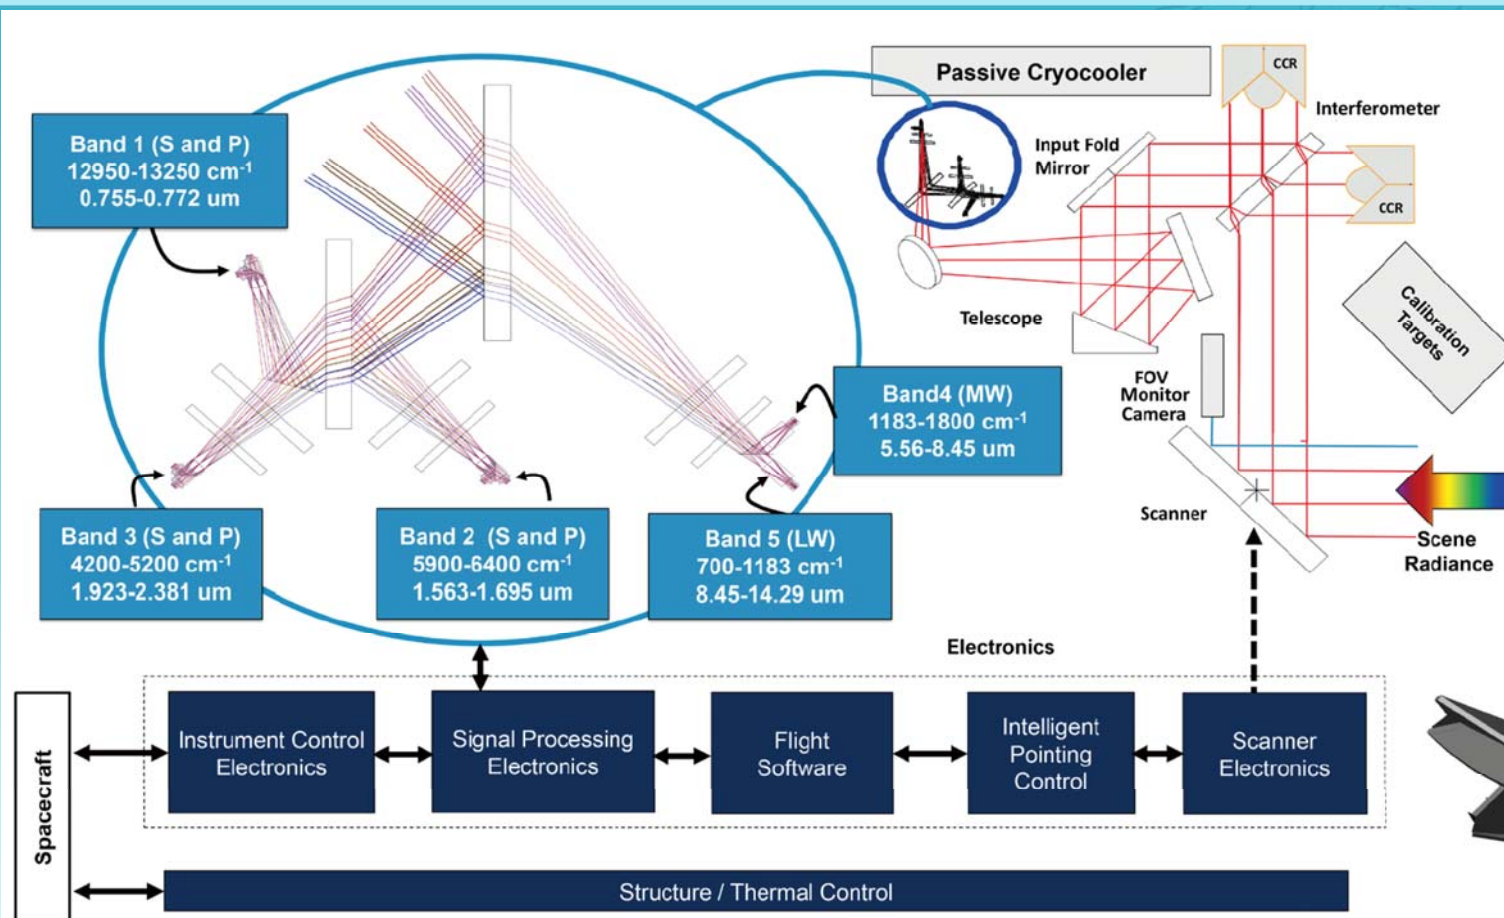 Passive Cryocooler
CCR
Interferometer
Input Fold
Mirror
CCR
Band 1 (S and P)
12950-13250 cm⁻¹
0.755-0.772 um
Calibration
Targets
Telescope
FOV
Monitor
Camera
Band4 (MW)
1183-1800 cm⁻¹
5.56-8.45 um
Scanner
Scene
Radiance
Band 3 (S and P)
4200-5200 cm⁻¹
1.923-2.381 um
Band 2 (S and P)
5900-6400 cm⁻¹
1.563-1.695 um
Band 5 (LW)
700-1183 cm⁻¹
8.45-14.29 um
Electronics
Spacecraft
Instrument Control
Electronics
Signal Processing
Electronics
Flight
Software
Intelligent
Pointing
Control
Scanner
Electronics
Structure / Thermal Control